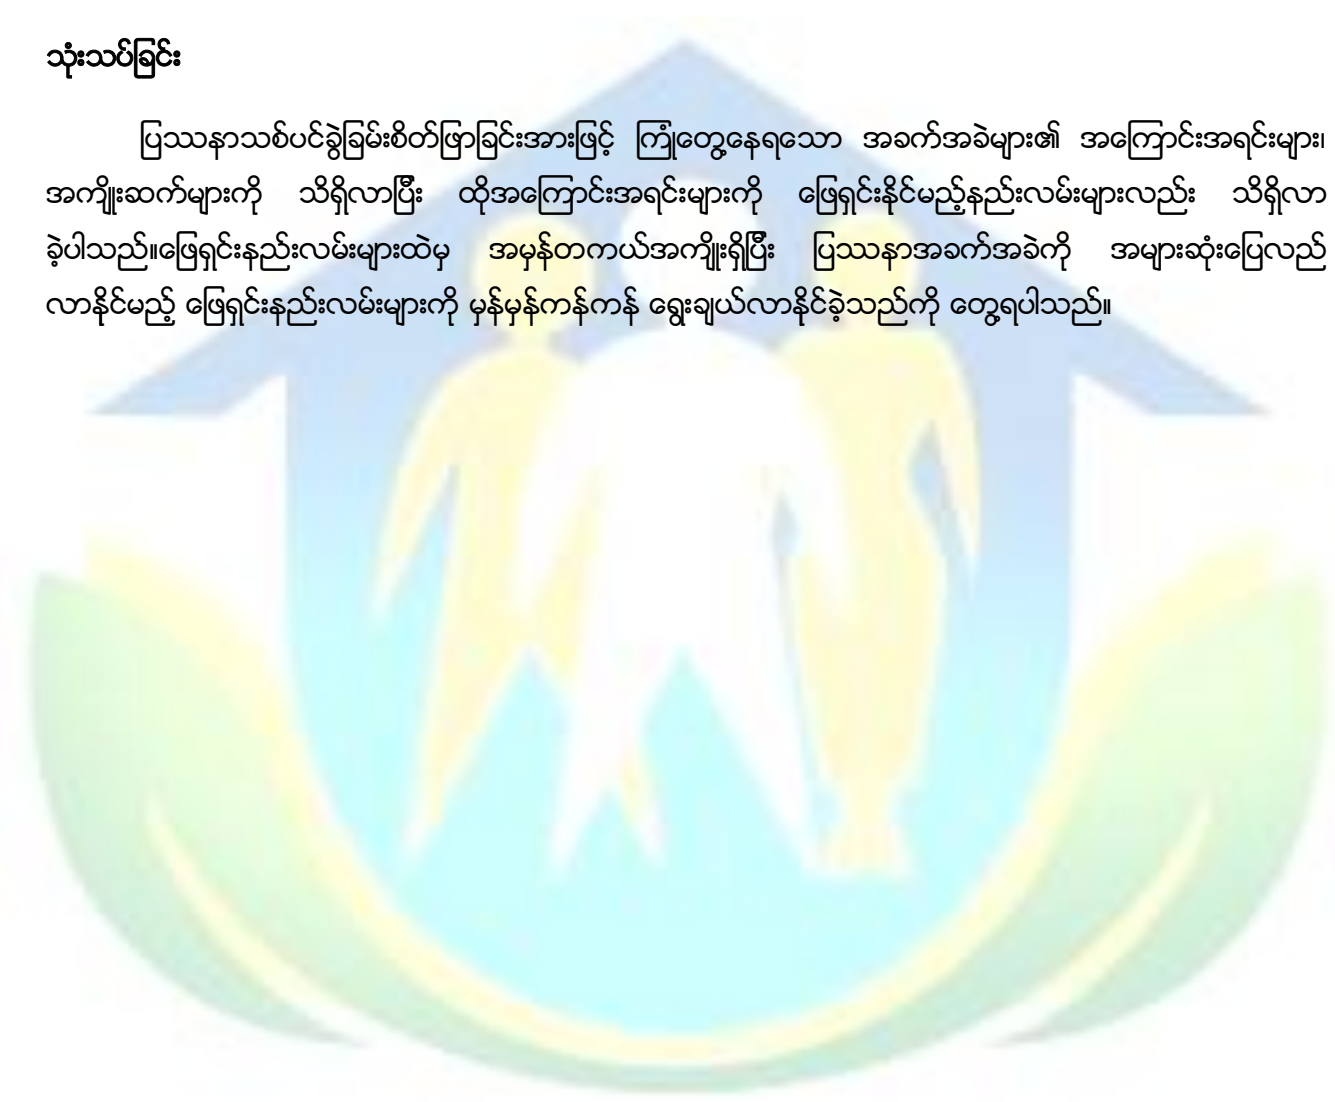 သုံးသပ်ခြင်း
ပြဿနာသစ်ပင်ခွဲခြမ်းစိတ်ဖြာခြင်းအားဖြင့် ကြုံတွေ့နေရသော အခက်အခဲများ၏ အကြောင်းအရင်းများ၊
အကျိုးဆက်များကို သိရှိလာပြီး ထိုအကြောင်းအရင်းများကို ဖြေရှင်းနိုင်မည့်နည်းလမ်းများလည်း သိရှိလာ
ခဲ့ပါသည်။ဖြေရှင်းနည်းလမ်းများထဲမှ အမှန်တကယ်အကျိုးရှိပြီး ပြဿနာအခက်အခဲကို အများဆုံးပြေလည်
လာနိုင်မည့် ဖြေရှင်းနည်းလမ်းများကို မှန်မှန်ကန်ကန် ရွေးချယ်လာနိုင်ခဲ့သည်ကို တွေ့ရပါသည်။